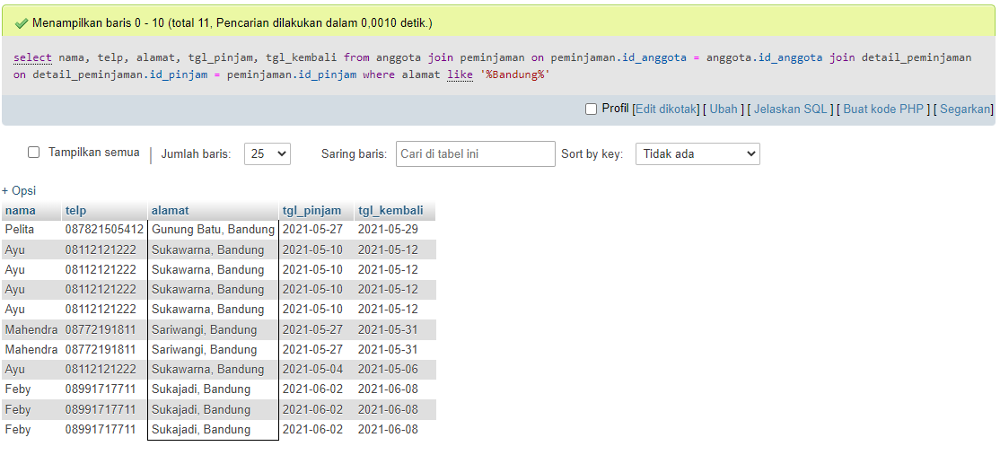 Menampilkan baris 0 - 10 (total 11, Pencarian dilakukan dalam 0,0010 detik.)
select nama, telp, alamat, tgl_pinjam, tgl_kembali from anggota join peminjaman on peminjaman.id_anggota = anggota.id_anggota join detail_peminjaman
on detail_peminjaman.id_pinjam = peminjaman.id_pinjam where alamat like '%Bandung%'
Profil [Edit dikotak] [ Ubah ] [ Jelaskan SQL ] [ Buat kode PHP ] [ Segarkan]
Tampilkan semua | Jumlah baris: 25 Saring baris: Cari di tabel ini Sort by key: Tidak ada
+ Opsi
nama telp alamat tgl_pinjam tgl_kembali
Pelita 087821505412 Gunung Batu, Bandung 2021-05-27 2021-05-29
Ayu 08112121222 Sukawarna, Bandung 2021-05-10 2021-05-12
Ayu 08112121222 Sukawarna, Bandung 2021-05-10 2021-05-12
Ayu 08112121222 Sukawarna, Bandung 2021-05-10 2021-05-12
Ayu 08112121222 Sukawarna, Bandung 2021-05-10 2021-05-12
Mahendra 08772191811 Sariwangi, Bandung 2021-05-27 2021-05-31
Mahendra 08772191811 Sariwangi, Bandung 2021-05-27 2021-05-31
Ayu 08112121222 Sukawarna, Bandung 2021-05-04 2021-05-06
Feby 08991717711 Sukajadi, Bandung 2021-06-02 2021-06-08
Feby 08991717711 Sukajadi, Bandung 2021-06-02 2021-06-08
Feby 08991717711 Sukajadi, Bandung 2021-06-02 2021-06-08